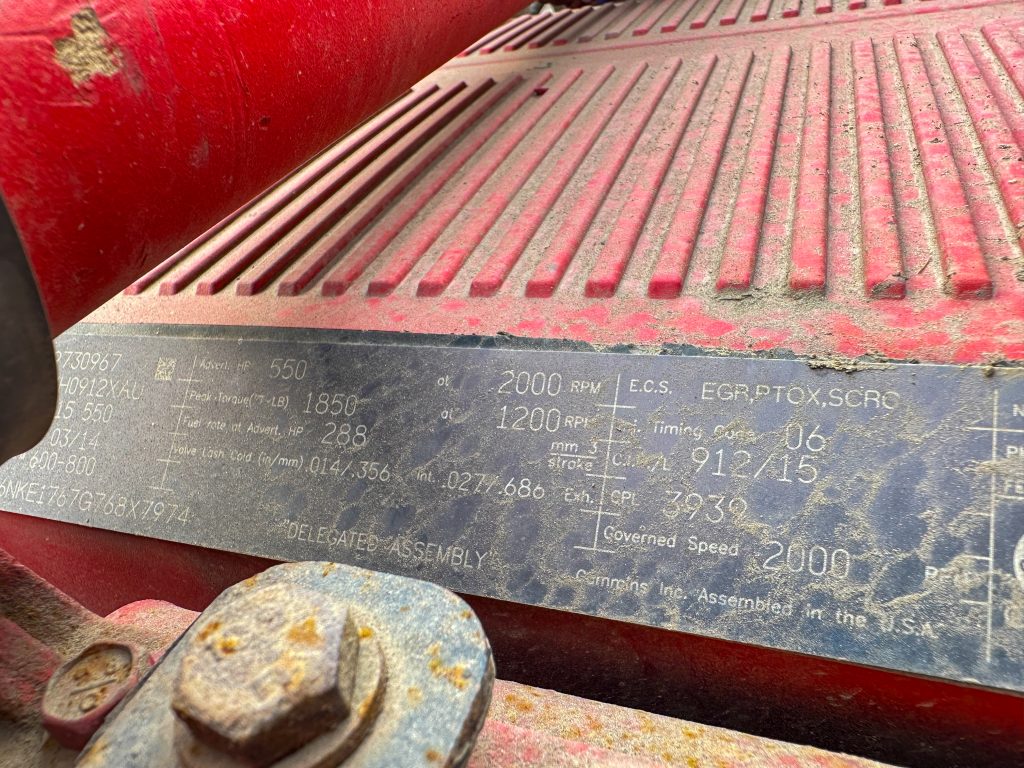 730967
H0912XAU
15 550
03/14
600-800
6NKE1767G768X7974
Advert. HP 550 at 2000 RPM
Peak Torque(*T-LB) 1850 at 1200
Fuel rate at Advert. HP 288 mm 3 stroke
Valve Lash Cold (in/mm) .014/.356 Int. .027/.686 Exh.
"DELEGATED ASSEMBLY"
E.C.S. EGR,PTOX,SCRC
Timing Code 06
C.I.D./L 912/15
CPL 3939
Governed Speed 2000
Cummins Inc. Assembled in the U.S.A.